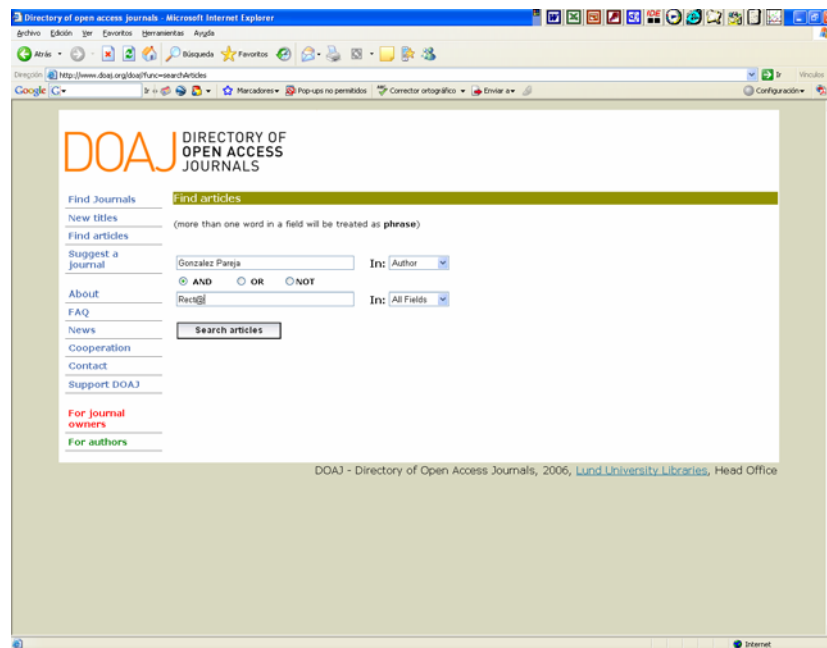 Directory of open access journals - Microsoft Internet Explorer
Archivo Edición Ver Favoritos Herramientas Ayuda
Atrás Búsqueda Favoritos
Dirección http://www.doaj.org/doaj?func=searchArticles Ir Vínculos
Google Ir Marcadores Pop-ups no permitidos Corrector ortográfico Enviar a Configuración
DOAJ DIRECTORY OF
OPEN ACCESS
JOURNALS
Find Journals
New titles
Find articles
Suggest a
journal
About
FAQ
News
Cooperation
Contact
Support DOAJ
For journal
owners
For authors
Find articles
(more than one word in a field will be treated as phrase)
Gonzalez Pareja In: Author
AND OR NOT
Rect@ In: All Fields
Search articles
DOAJ - Directory of Open Access Journals, 2006, Lund University Libraries, Head Office
Internet